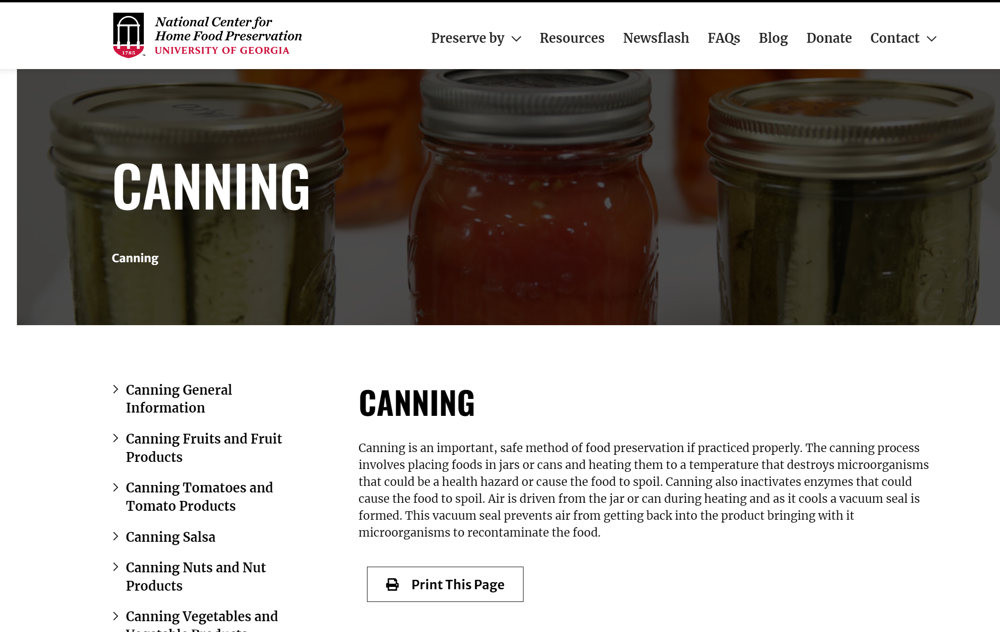 National Center for
Home Food Preservation
UNIVERSITY OF GEORGIA
1785
TM
Preserve by
Resources
Newsflash
FAQs
Blog
Donate
Contact
CANNING
Canning
Canning General
Information
Canning Fruits and Fruit
Products
Canning Tomatoes and
Tomato Products
Canning Salsa
Canning Nuts and Nut
Products
Canning Vegetables and
Vegetable Products
CANNING
Canning is an important, safe method of food preservation if practiced properly. The canning process
involves placing foods in jars or cans and heating them to a temperature that destroys microorganisms
that could be a health hazard or cause the food to spoil. Canning also inactivates enzymes that could
cause the food to spoil. Air is driven from the jar or can during heating and as it cools a vacuum seal is
formed. This vacuum seal prevents air from getting back into the product bringing with it
microorganisms to recontaminate the food.
Print This Page